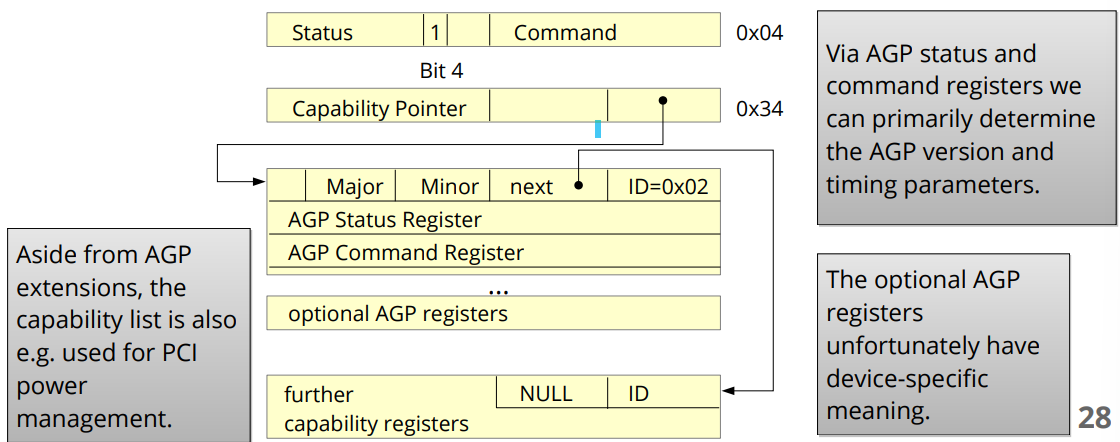 Status 1 Command 0x04
Bit 4
Capability Pointer 0x34
Major Minor next ID=0x02
AGP Status Register
AGP Command Register
...
optional AGP registers
further NULL ID
capability registers
Aside from AGP
extensions, the
capability list is also
e.g. used for PCI
power
management.
Via AGP status and
command registers we
can primarily determine
the AGP version and
timing parameters.
The optional AGP
registers
unfortunately have
device-specific
meaning.
28